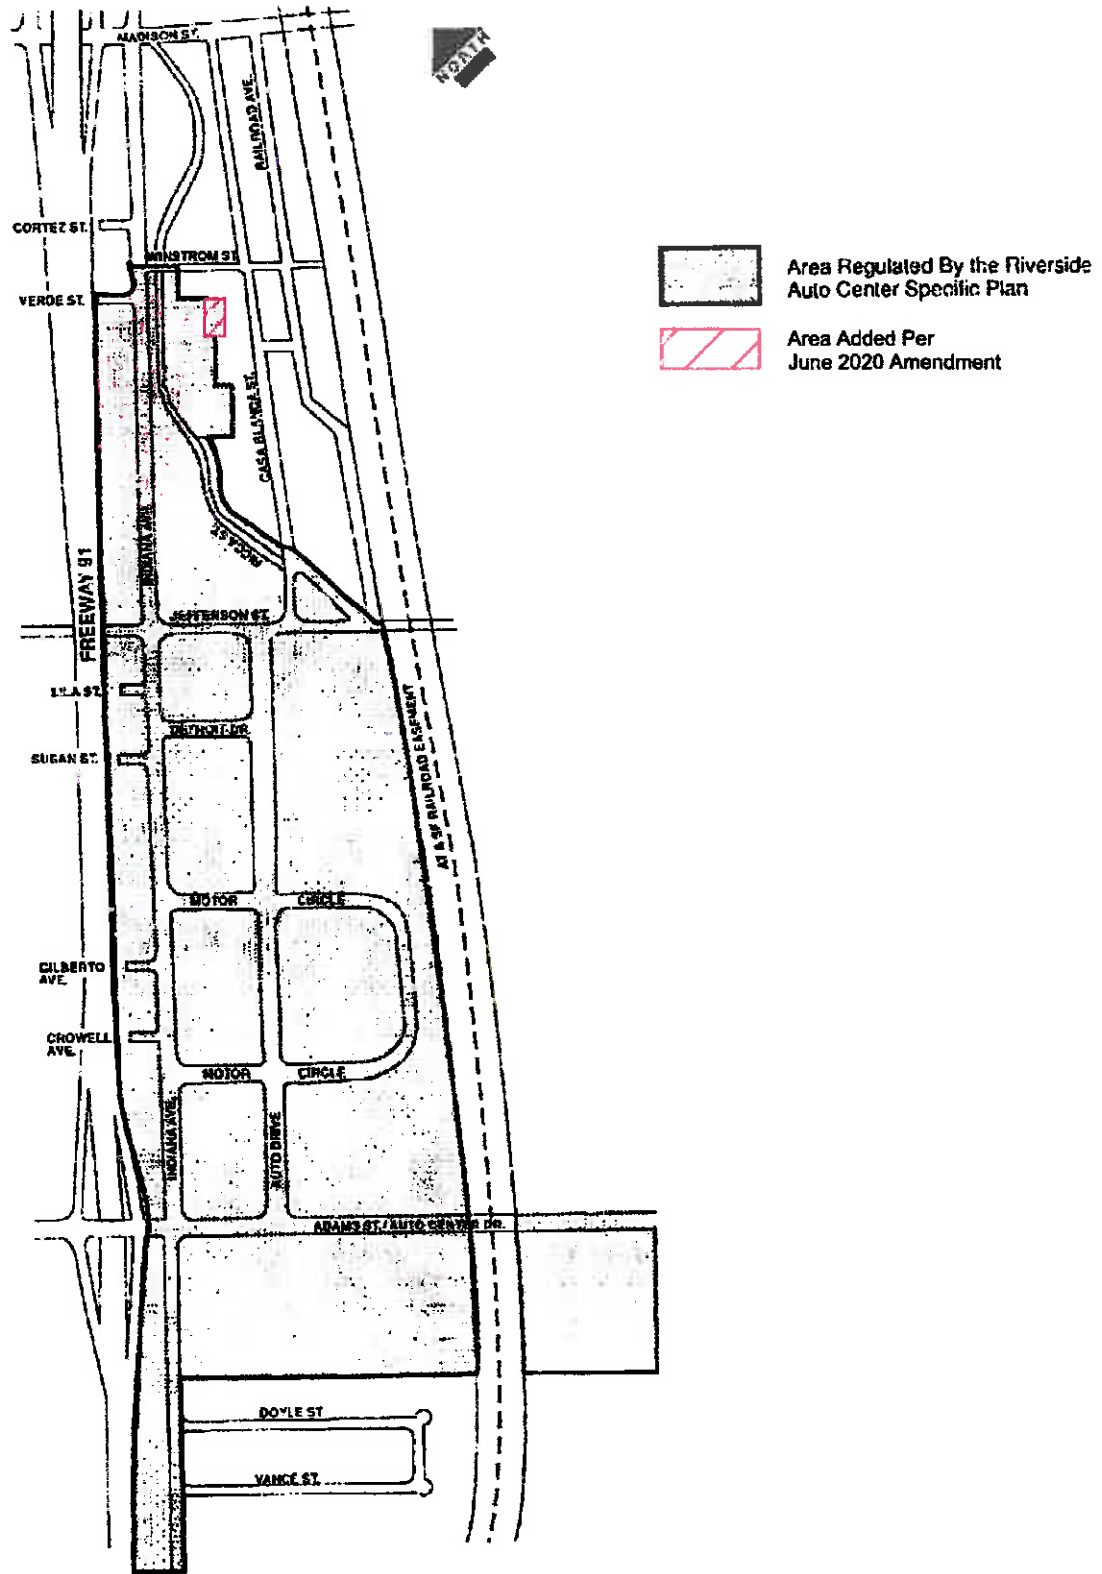 MADISON ST.
NORTH
RAILROAD AVE.
CORTEZ ST.
WINSTROM ST.
VERDE ST.
Area Regulated By the Riverside
Auto Center Specific Plan
Area Added Per
June 2020 Amendment
CASA BLANCA ST.
INDIANA AVE.
FREEWAY 91
JEFFERSON ST.
LILA ST.
DETROIT DR.
SUSAN ST.
AT & SF RAILROAD EASEMENT
MOTOR CIRCLE
GILBERTO
AVE.
CROWELL
AVE.
MOTOR CIRCLE
INDIANA AVE.
AUTO DRIVE
ADAMS ST./AUTO CENTER DR.
DOYLE ST
VANCE ST.